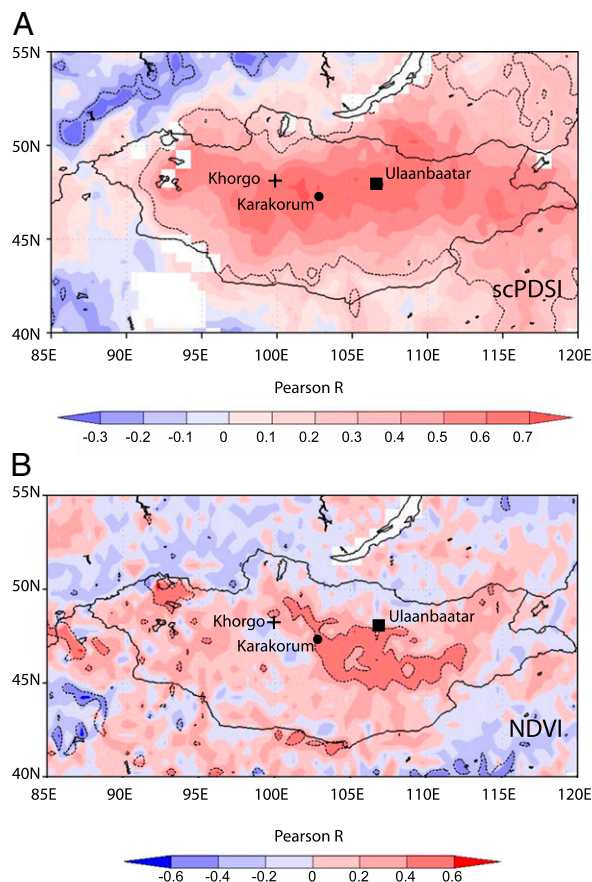 A
55N
50N
45N
40N
Khorgo
Ulaanbaatar
Karakorum
scPDSI
85E 90E 95E 100E 105E 110E 115E 120E
Pearson R
-0.3 -0.2 -0.1 0 0.1 0.2 0.3 0.4 0.5 0.6 0.7
B
55N
50N
45N
40N
Khorgo
Ulaanbaatar
Karakorum
NDVI
85E 90E 95E 100E 105E 110E 115E 120E
Pearson R
-0.6 -0.4 -0.2 0 0.2 0.4 0.6